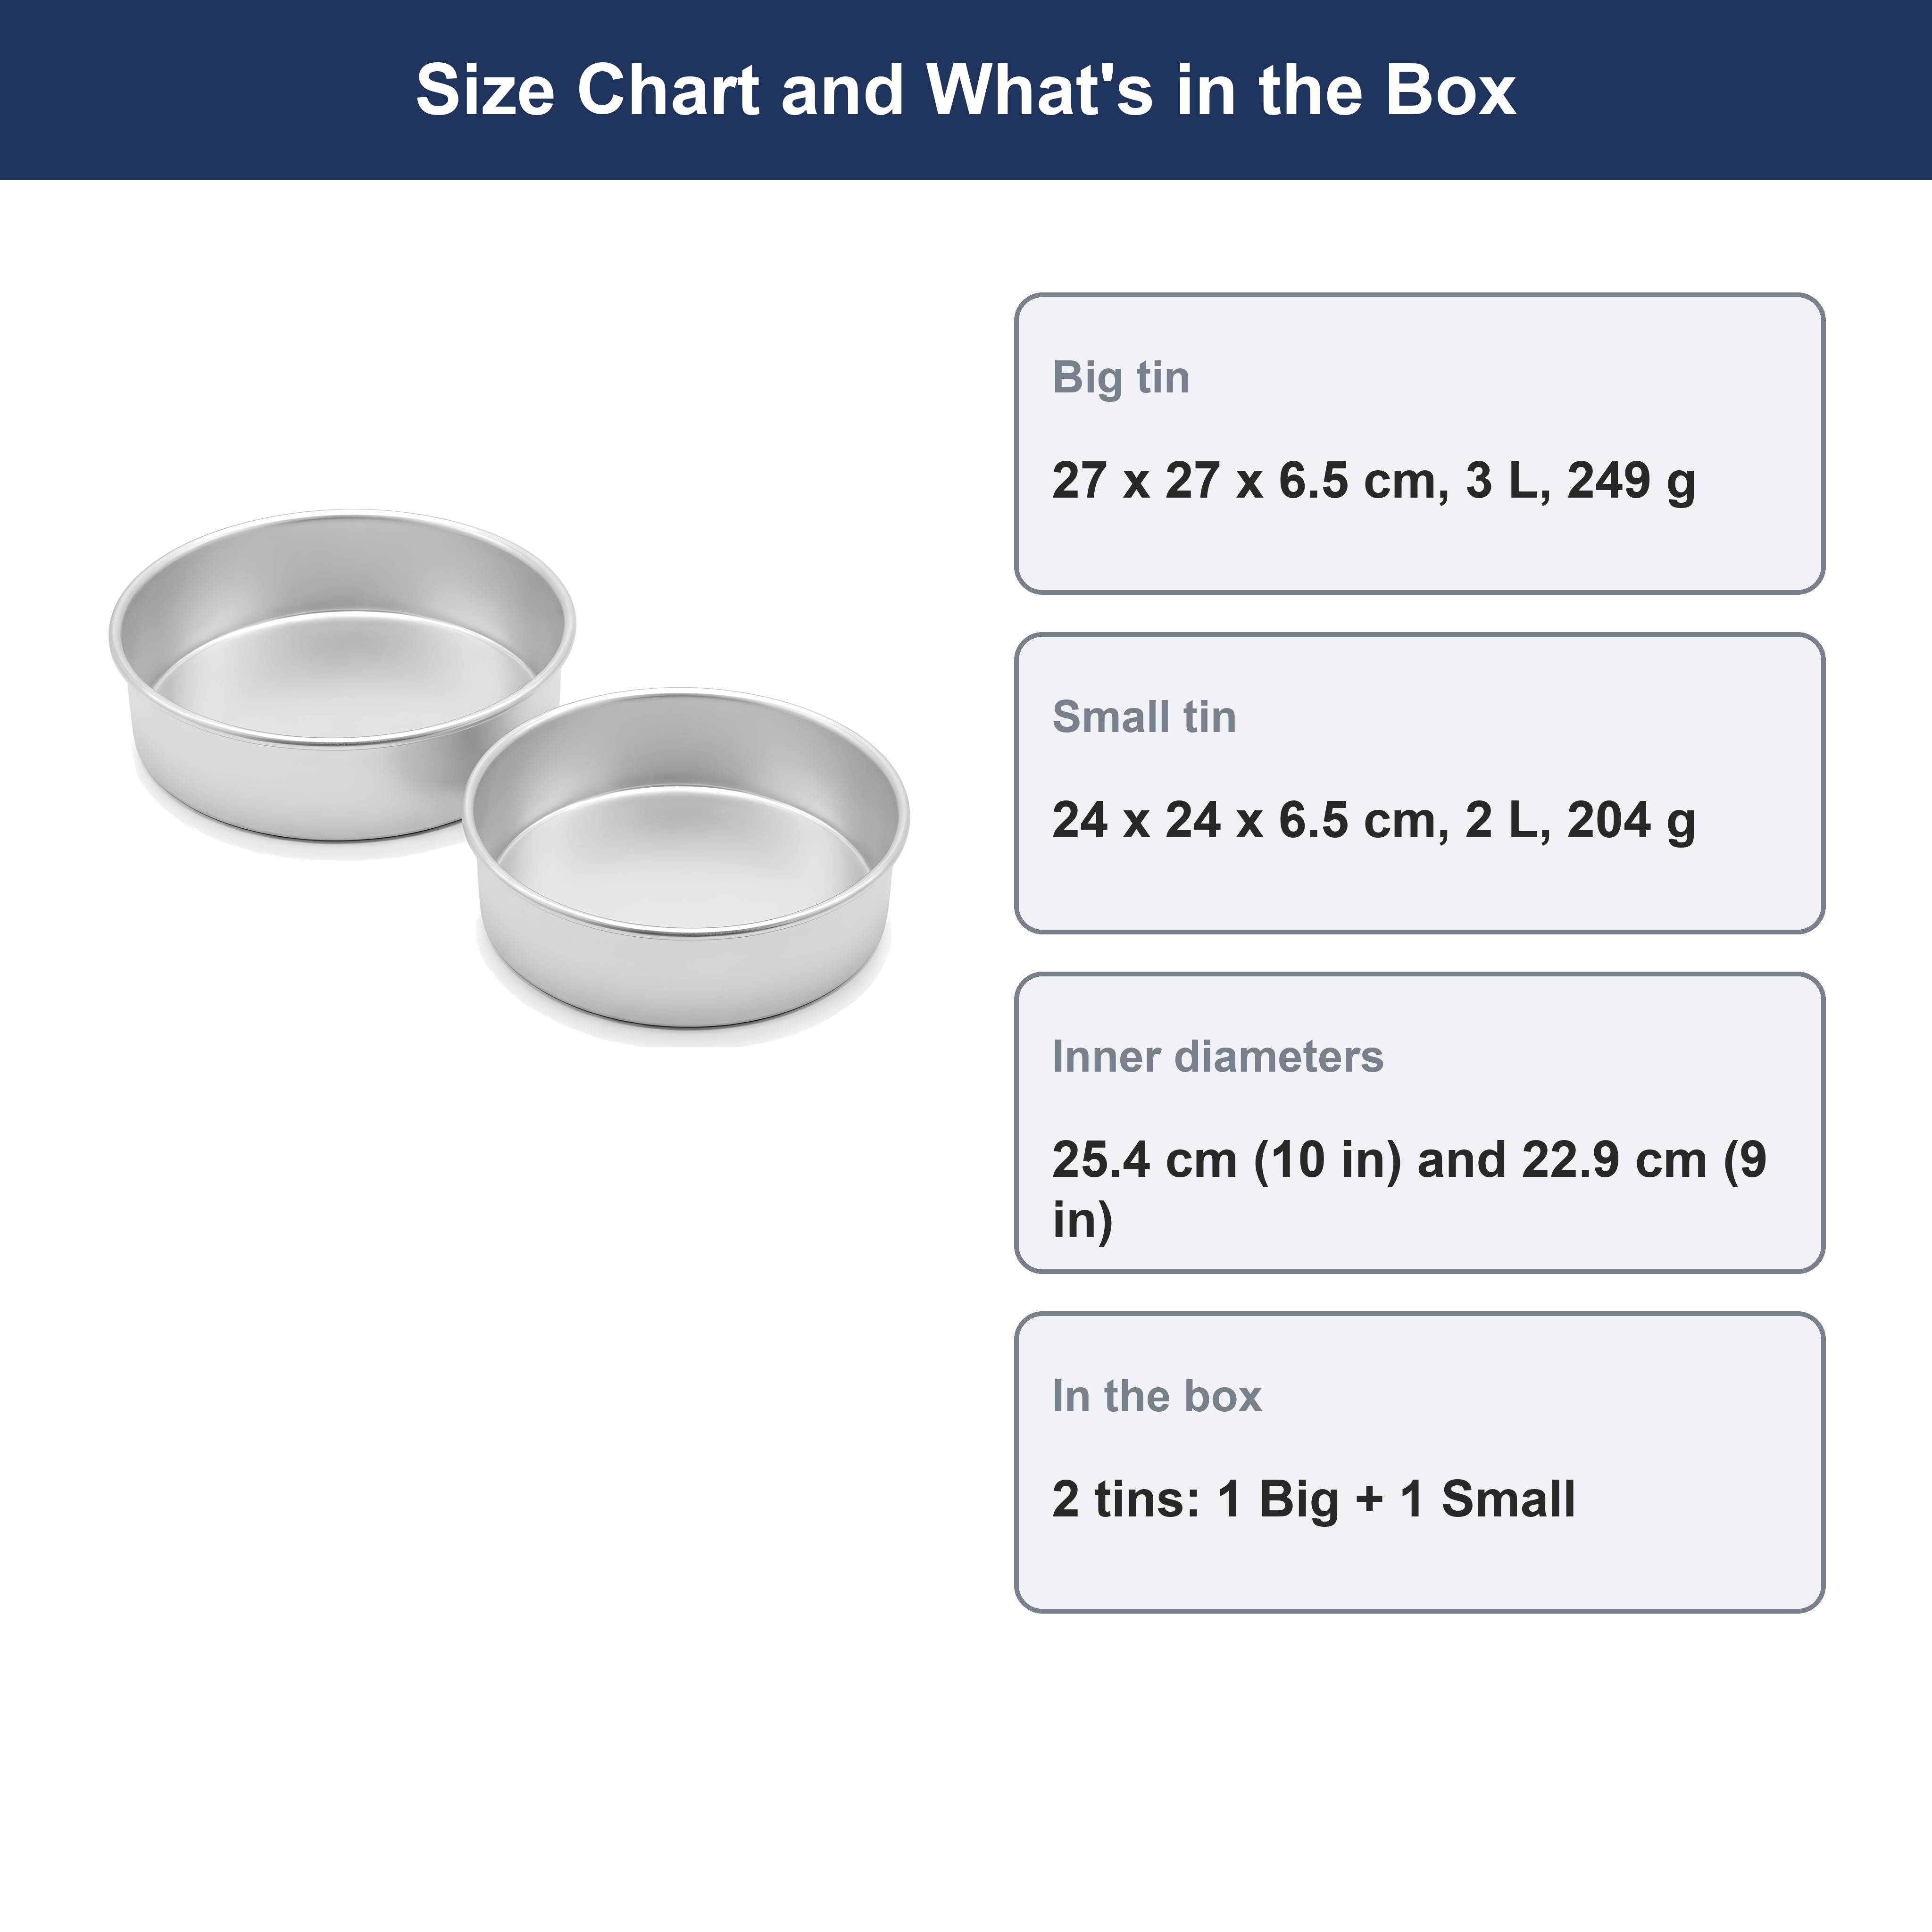 Size Chart and What's in the Box
Big tin
27 x 27 x 6.5 cm, 3 L, 249 g
Small tin
24 x 24 x 6.5 cm, 2 L, 204 g
Inner diameters
25.4 cm (10 in) and 22.9 cm (9
in)
In the box
2 tins: 1 Big + 1 Small